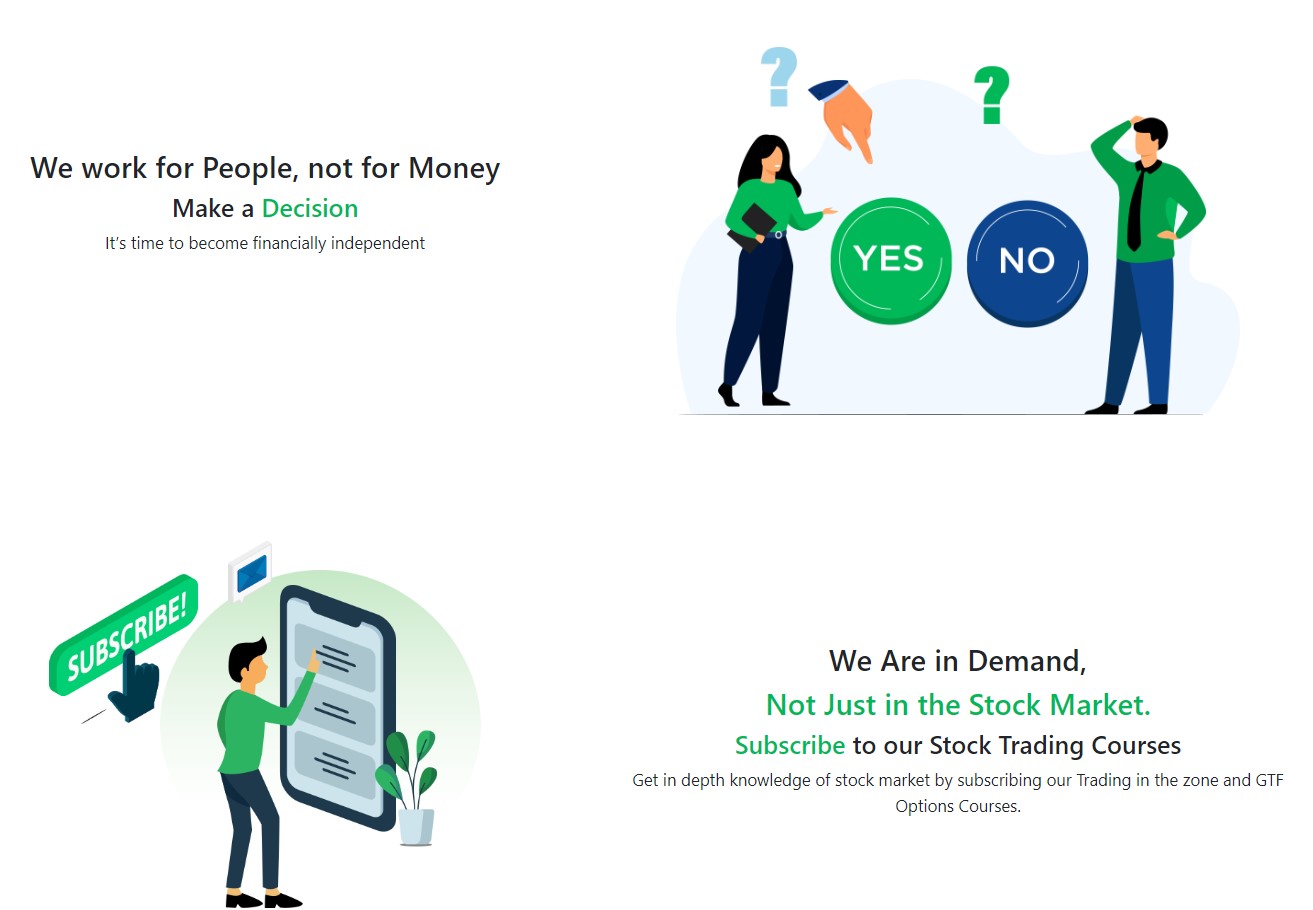 ?
?
We work for People, not for Money
Make a Decision
It’s time to become financially independent
YES
NO
SUBSCRIBE!
We Are in Demand,
Not Just in the Stock Market.
Subscribe to our Stock Trading Courses
Get in depth knowledge of stock market by subscribing our Trading in the zone and GTF
Options Courses.